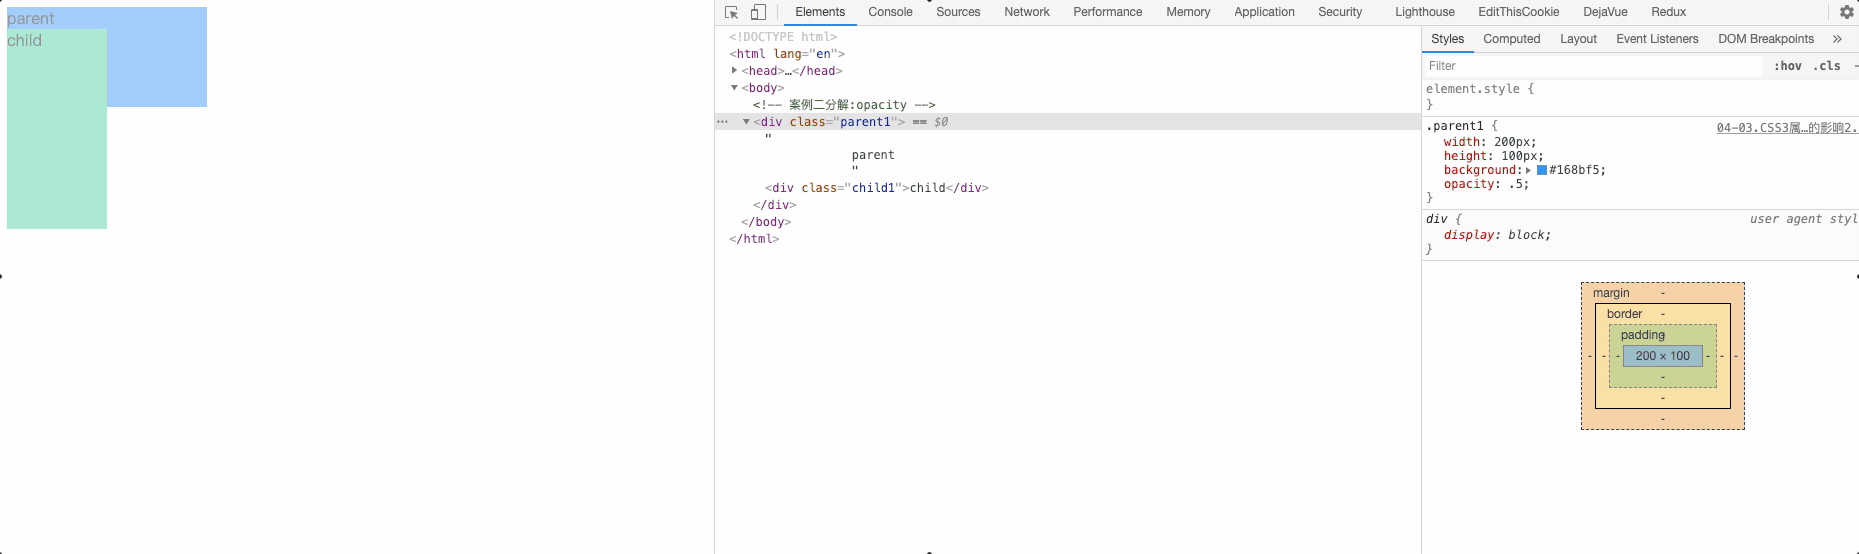 parent
child
Elements Console Sources Network Performance Memory Application Security Lighthouse EditThisCookie DejaVue Redux
<!DOCTYPE html>
<html lang="en">
<head>…</head>
<body>
<!-- 案例二分解:opacity -->
<div class="parent1"> == $0
"
parent
"
<div class="child1">child</div>
</div>
</body>
</html>
Styles Computed Layout Event Listeners DOM Breakpoints »
Filter :hov .cls
element.style {
}
.parent1 { 04-03.CSS3属…的影响2.
width: 200px;
height: 100px;
background: #168bf5;
opacity: .5;
}
div { user agent styl
display: block;
}
margin -
border -
padding -
- - - 200 × 100 - - -
-
-
-